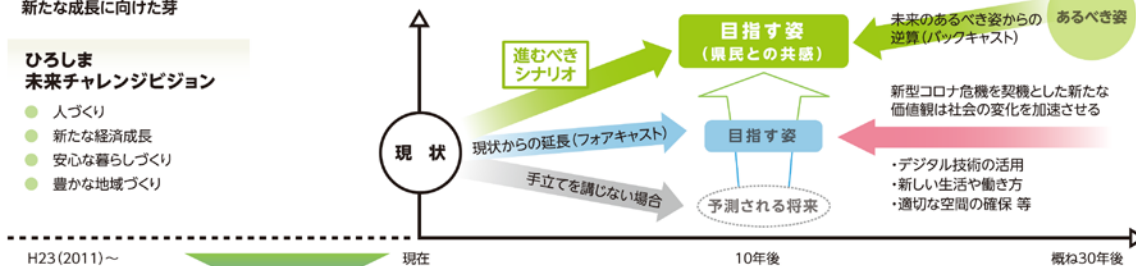 新たな成長に向けた芽
ひろしま
未来チャレンジビジョン
人づくり
新たな経済成長
安心な暮らしづくり
豊かな地域づくり
H23(2011)～
現 状
進むべき
シナリオ
現状からの延長(フォアキャスト)
手立てを講じない場合
目指す姿
(県民との共感)
目指す姿
予測される将来
未来のあるべき姿からの
逆算(バックキャスト)
あるべき姿
新型コロナ危機を契機とした新たな
価値観は社会の変化を加速させる
・デジタル技術の活用
・新しい生活や働き方
・適切な空間の確保 等
現在
10年後
概ね30年後